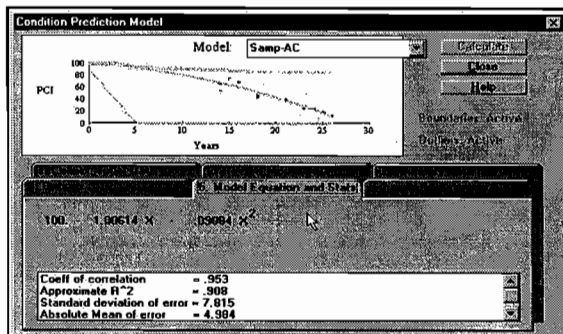 Condition Prediction Model
Model: Samp-AC
Calculate
Close
Help
PCI
100
80
60
40
20
0
0 5 10 15 20 25 30
Years
Boundaries: Active
Outliers: Active
5. Model Equation and Stats
100. 1.00614 X .09084 X^2
Coeff of correlation = .953
Approximate R^2 = .908
Standard deviation of error = 7.815
Absolute Mean of error = 4.984